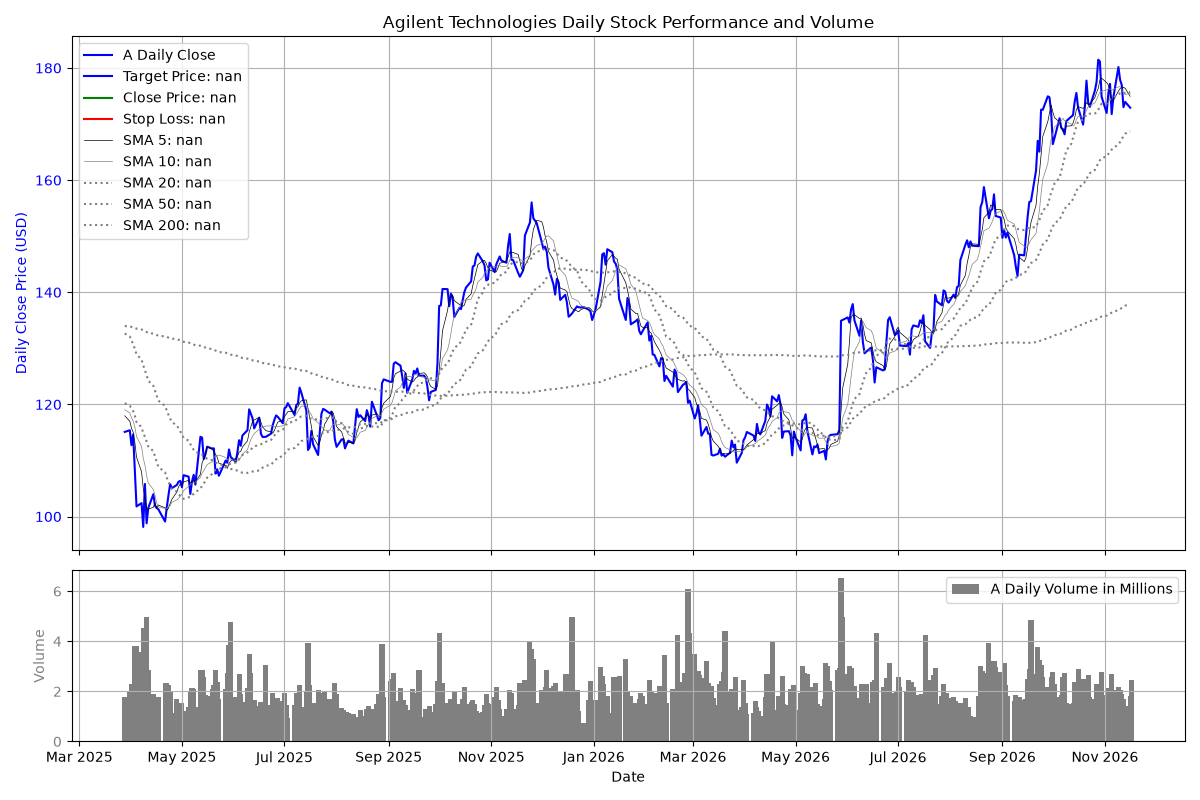 Agilent Technologies Daily Stock Performance and Volume
A Daily Close
Target Price: nan
Close Price: nan
Stop Loss: nan
SMA 5: nan
SMA 10: nan
SMA 20: nan
SMA 50: nan
SMA 200: nan
180
160
140
120
100
Daily Close Price (USD)
A Daily Volume in Millions
6
4
2
0
Volume
Mar 2025 May 2025 Jul 2025 Sep 2025 Nov 2025 Jan 2026 Mar 2026 May 2026 Jul 2026 Sep 2026 Nov 2026
Date